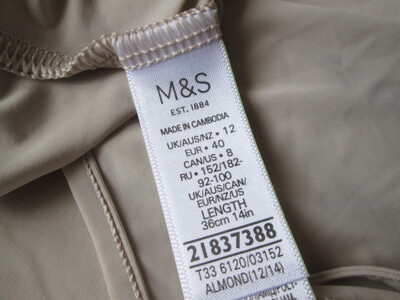 M&S
EST. 1884
MADE IN CAMBODIA
UK/AUS/NZ • 12
EUR • 40
CAN/US • 8
RU • 152/182-
92-100
UK/AUS/CAN/
EUR/NZ/US
LENGTH
36cm 14in
21837388
T33 6120/03152
ALMOND(12/14)